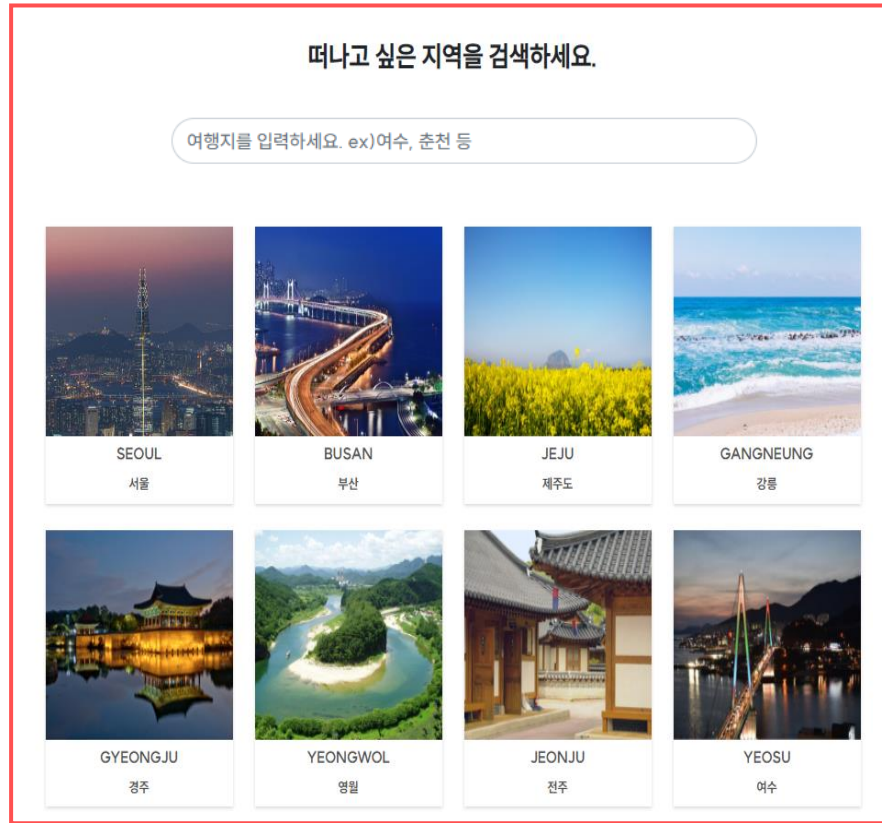 떠나고 싶은 지역을 검색하세요.
여행지를 입력하세요. ex)여수, 춘천 등
SEOUL
서울
BUSAN
부산
JEJU
제주도
GANGNEUNG
강릉
GYEONGJU
경주
YEONGWOL
영월
JEONJU
전주
YEOSU
여수